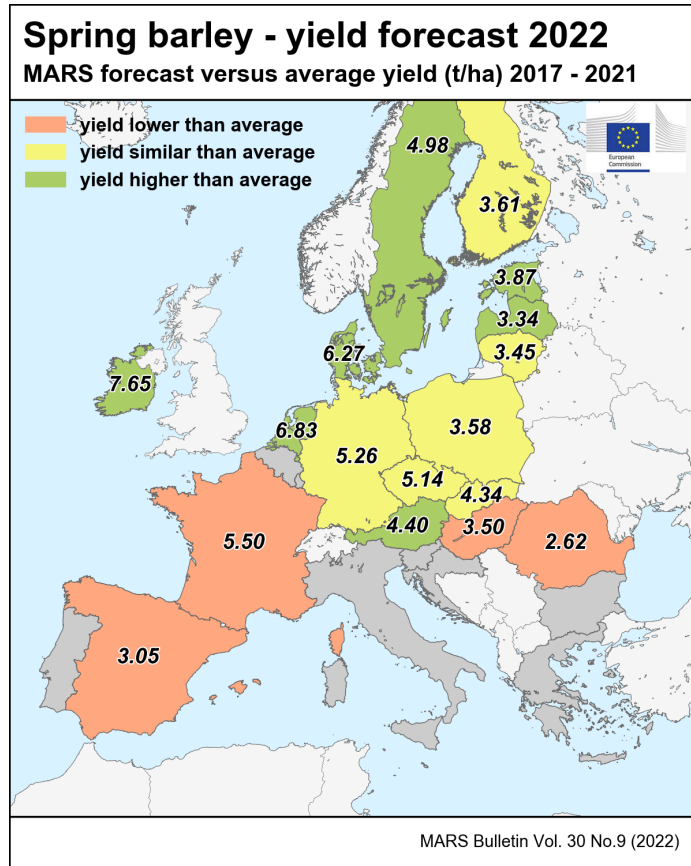 Spring barley - yield forecast 2022
MARS forecast versus average yield (t/ha) 2017 - 2021
yield lower than average
yield similar than average
yield higher than average
European
Commission
4.98
3.61
3.87
3.34
3.45
6.27
7.65
6.83
5.26
3.58
5.14
4.34
4.40
3.50
5.50
2.62
3.05
MARS Bulletin Vol. 30 No.9 (2022)